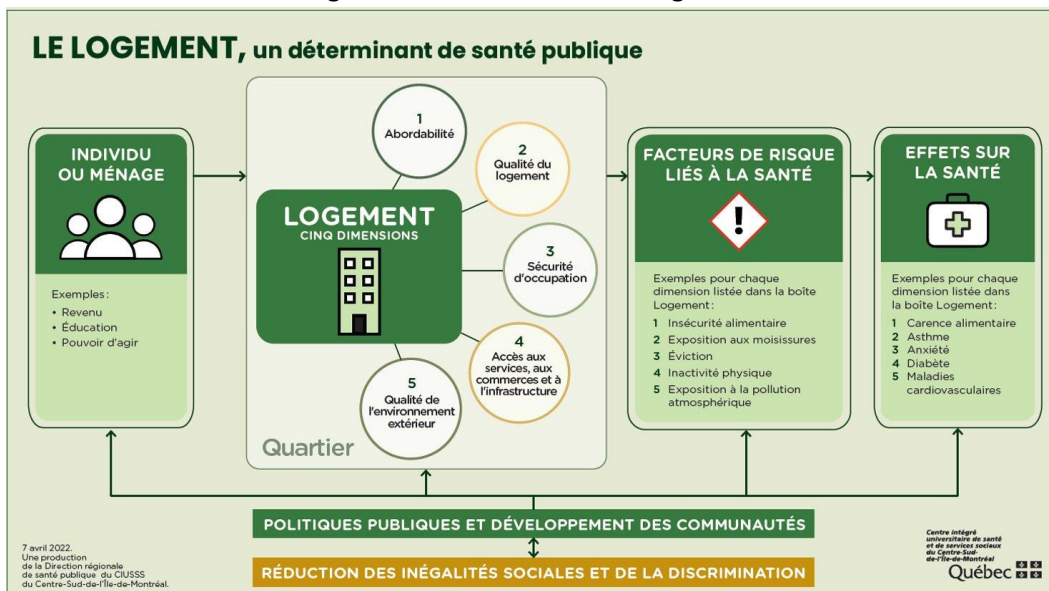 LE LOGEMENT, un déterminant de santé publique
INDIVIDU
OU MÉNAGE
Exemples :
• Revenu
• Éducation
• Pouvoir d'agir
LOGEMENT
CINQ DIMENSIONS
1
Abordabilité
2
Qualité du
logement
3
Sécurité
d'occupation
4
Accès aux
services, aux
commerces et à
l'infrastructure
5
Qualité de
l'environnement
extérieur
Quartier
FACTEURS DE RISQUE
LIÉS À LA SANTÉ
!
Exemples pour chaque
dimension listée dans la boîte
Logement :
1 Insécurité alimentaire
2 Exposition aux moisissures
3 Éviction
4 Inactivité physique
5 Exposition à la pollution
atmosphérique
EFFETS SUR
LA SANTÉ
Exemples pour chaque
dimension listée dans
la boîte Logement :
1 Carence alimentaire
2 Asthme
3 Anxiété
4 Diabète
5 Maladies
cardiovasculaires
POLITIQUES PUBLIQUES ET DÉVELOPPEMENT DES COMMUNAUTÉS
RÉDUCTION DES INÉGALITÉS SOCIALES ET DE LA DISCRIMINATION
7 avril 2022.
Une production
de la Direction régionale
de santé publique du CIUSSS
du Centre-Sud-de-l'Île-de-Montréal.
Centre intégré
universitaire de santé
et de services sociaux
du Centre-Sud-
de-l'Île-de-Montréal
Québec